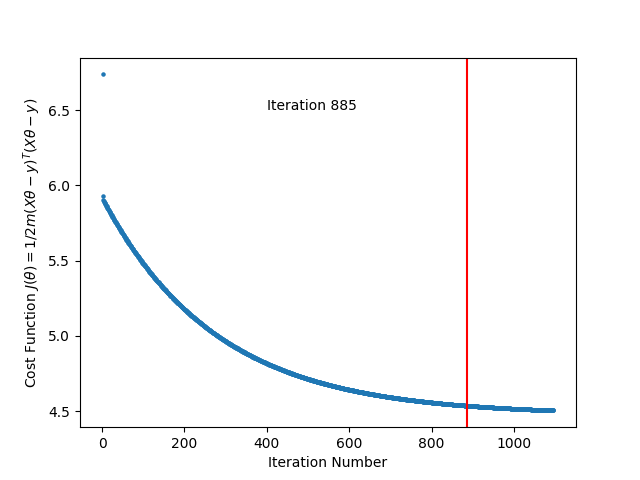 Iteration 885
Cost Function J(θ) = 1/2m(Xθ − y)ᵀ(Xθ − y)
6.5
6.0
5.5
5.0
4.5
0 200 400 600 800 1000
Iteration Number